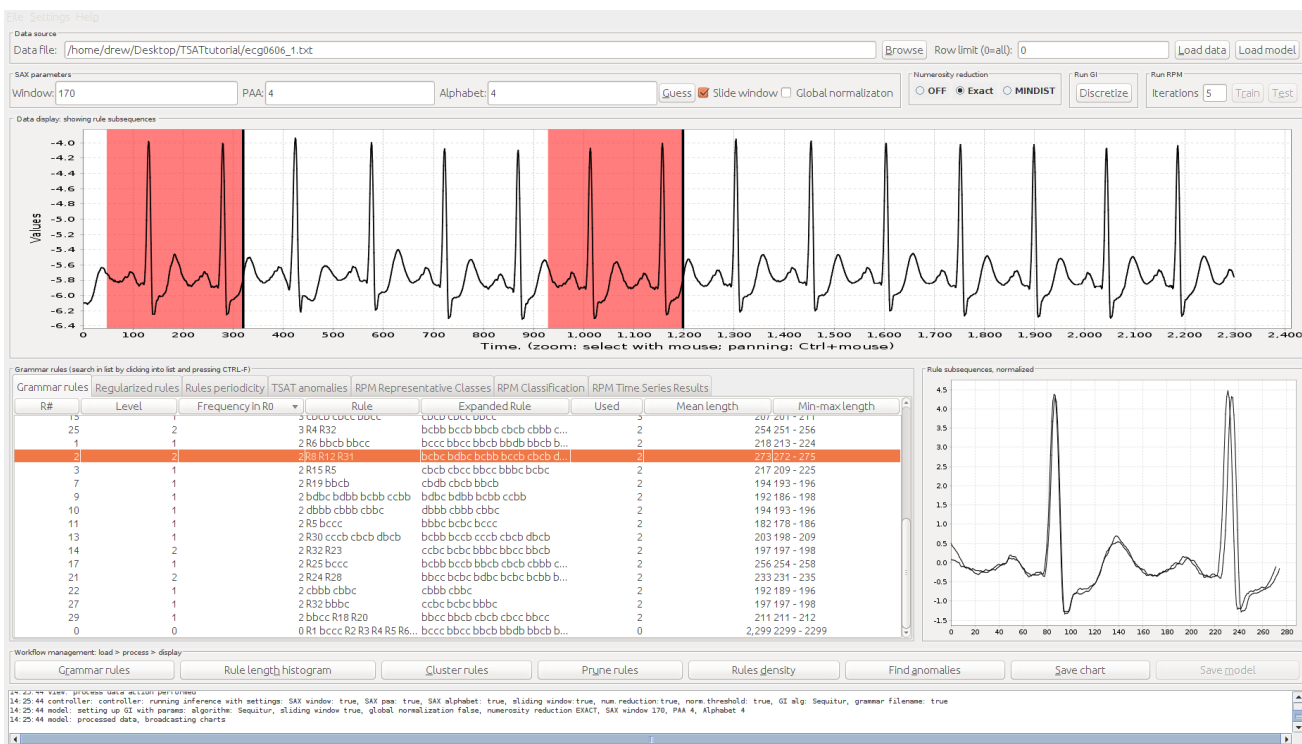 File Settings Help
Data source
Data file: /home/drew/Desktop/TSATtutorial/ecg0606_1.txt Browse Row limit (0=all): 0 Load data Load model
SAX parameters Numerosity reduction Run GI Run RPM
Window: 170 PAA: 4 Alphabet: 4 Guess Slide window Global normalizaton OFF Exact MINDIST Discretize Iterations 5 Train Test
Data display: showing rule subsequences
Values
-4.0
-4.2
-4.4
-4.6
-4.8
-5.0
-5.2
-5.4
-5.6
-5.8
-6.0
-6.2
-6.4
0 100 200 300 400 500 600 700 800 900 1,000 1,100 1,200 1,300 1,400 1,500 1,600 1,700 1,800 1,900 2,000 2,100 2,200 2,300 2,400
Time. (zoom: select with mouse; panning: Ctrl+mouse)
Grammar rules (search in list by clicking into list and pressing CTRL-F)
Grammar rules Regularized rules Rules periodicity TSAT anomalies RPM Representative Classes RPM Classification RPM Time Series Results
R# Level Frequency in R0 Rule Expanded Rule Used Mean length Min-max length
15 1 3 cbcb cbcc bbcc cbcb cbcc bbcc 3 207 201 - 211
25 2 3 R4 R32 bcbb bccb bbcb cbcb cbbb c... 2 254 251 - 256
1 1 2 R6 bbcb bbcc bccc bbcc bbcb bbdb bbcb b... 2 218 213 - 224
2 2 2 R8 R12 R31 bcbc bdbc bcbb bccb cbcb d... 2 273 272 - 275
3 1 2 R15 R5 cbcb cbcc bbcc bbbc bcbc 2 217 209 - 225
7 1 2 R19 bbcb cbdb cbcb bbcb 2 194 193 - 196
9 1 2 bdbc bdbb bcbb ccbb bdbc bdbb bcbb ccbb 2 192 186 - 198
10 1 2 dbbb cbbb cbbc dbbb cbbb cbbc 2 194 193 - 196
11 1 2 R5 bccc bbbc bcbc bccc 2 182 178 - 186
13 1 2 R30 cccb cbcb dbcb bcbb bccb cccb cbcb dbcb 2 203 198 - 209
14 2 2 R32 R23 ccbc bcbc bbbc bbcc bbcb 2 197 197 - 198
17 1 2 R25 bccc bcbb bccb bbcb cbcb cbbb c... 2 256 254 - 258
21 2 2 R24 R28 bbcc bcbc bdbc bcbc bcbb b... 2 233 231 - 235
22 1 2 cbbb cbbc cbbb cbbc 2 192 189 - 196
27 1 2 R32 bbbc ccbc bcbc bbbc 2 197 197 - 198
29 1 2 bbcc R18 R20 bbcc bbcb cbcb cbcc bbcc 2 211 211 - 212
0 0 0 R1 bccc R2 R3 R4 R5 R6... bccc bbcc bbcb bbdb bbcb b... 0 2,299 2299 - 2299
Rule subsequences, normalized
4.5
4.0
3.5
3.0
2.5
2.0
1.5
1.0
0.5
0.0
-0.5
-1.0
-1.5
0 20 40 60 80 100 120 140 160 180 200 220 240 260 280
Workflow management: load > process > display
Grammar rules Rule length histogram Cluster rules Prune rules Rules density Find anomalies Save chart Save model
14:25:44 view: process data action performed
14:25:44 controller: controller: running inference with settings: SAX window: true, SAX paa: true, SAX alphabet: true, sliding window:true, num.reduction:true, norm.threshold: true, GI alg: Sequitur, grammar filename: true
14:25:44 model: setting up GI with params: algorithm: Sequitur, sliding window true, global normalization false, numerosity reduction EXACT, SAX window 170, PAA 4, Alphabet 4
14:25:44 model: processed data, broadcasting charts